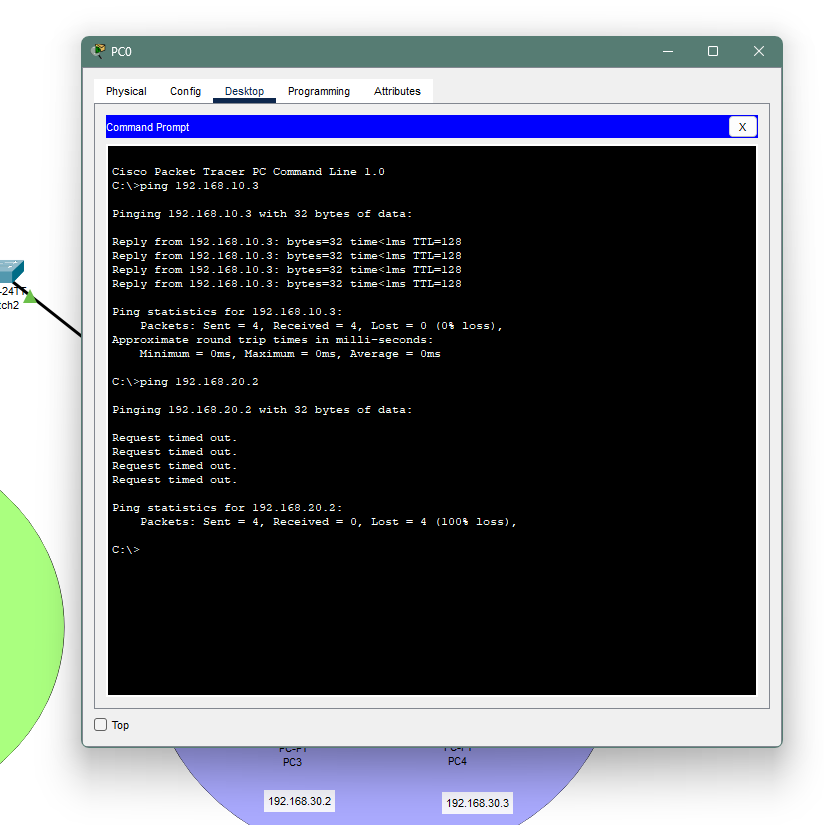 PC0
Physical Config Desktop Programming Attributes
Command Prompt X
Cisco Packet Tracer PC Command Line 1.0
C:\>ping 192.168.10.3
Pinging 192.168.10.3 with 32 bytes of data:
Reply from 192.168.10.3: bytes=32 time<1ms TTL=128
Reply from 192.168.10.3: bytes=32 time<1ms TTL=128
Reply from 192.168.10.3: bytes=32 time<1ms TTL=128
Reply from 192.168.10.3: bytes=32 time<1ms TTL=128
Ping statistics for 192.168.10.3:
Packets: Sent = 4, Received = 4, Lost = 0 (0% loss),
Approximate round trip times in milli-seconds:
Minimum = 0ms, Maximum = 0ms, Average = 0ms
C:\>ping 192.168.20.2
Pinging 192.168.20.2 with 32 bytes of data:
Request timed out.
Request timed out.
Request timed out.
Request timed out.
Ping statistics for 192.168.20.2:
Packets: Sent = 4, Received = 0, Lost = 4 (100% loss),
C:\>
-24TT
tch2
Top
PC-PT
PC3
PC-PT
PC4
192.168.30.2
192.168.30.3